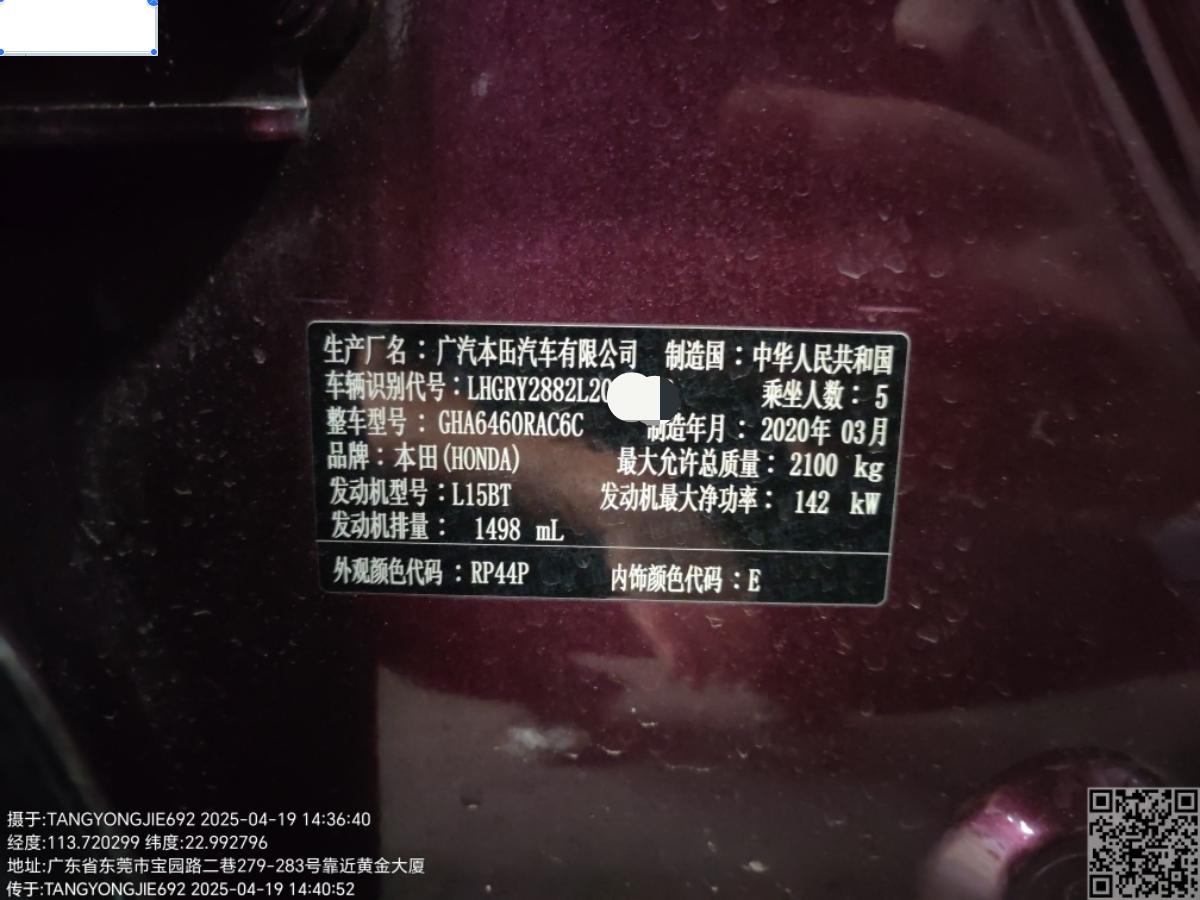 生产厂名：广汽本田汽车有限公司 制造国：中华人民共和国
车辆识别代号：LHGRY2882L20 乘坐人数：5
整车型号：GHA6460RAC6C 制造年月：2020年 03月
品牌：本田(HONDA) 最大允许总质量：2100 kg
发动机型号：L15BT 发动机最大净功率：142 kW
发动机排量：1498 mL
外观颜色代码：RP44P 内饰颜色代码：E
摄于:TANGYONGJIE692 2025-04-19 14:36:40
经度:113.720299 纬度:22.992796
地址:广东省东莞市宝园路二巷279-283号靠近黄金大厦
传于:TANGYONGJIE692 2025-04-19 14:40:52